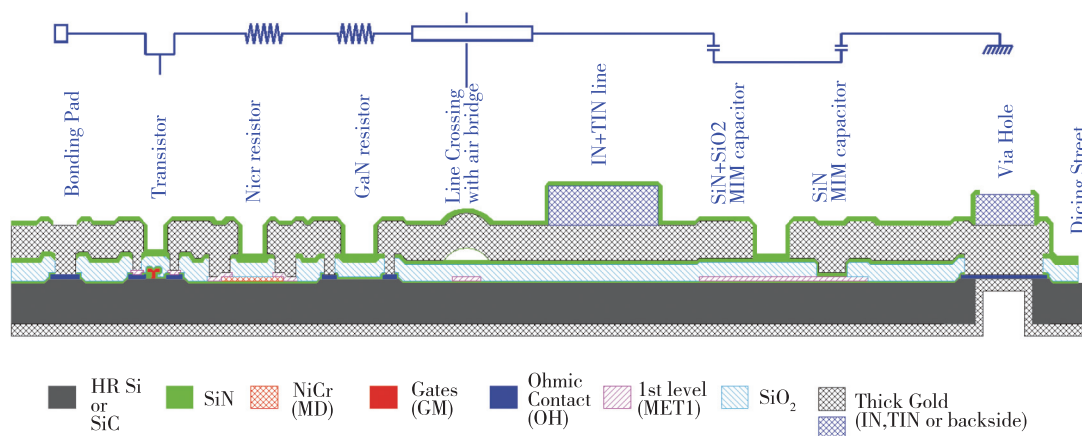 Bonding Pad
Transistor
Nicr resistor
GaN resistor
Line Crossing
with air bridge
IN+TIN line
SiN+SiO2
MIM capacitor
SiN
MIM capacitor
Via Hole
Dicing Street
HR Si
or
SiC
SiN
NiCr
(MD)
Gates
(GM)
Ohmic
Contact
(OH)
1st level
(MET1)
SiO2
Thick Gold
(IN,TIN or backside)